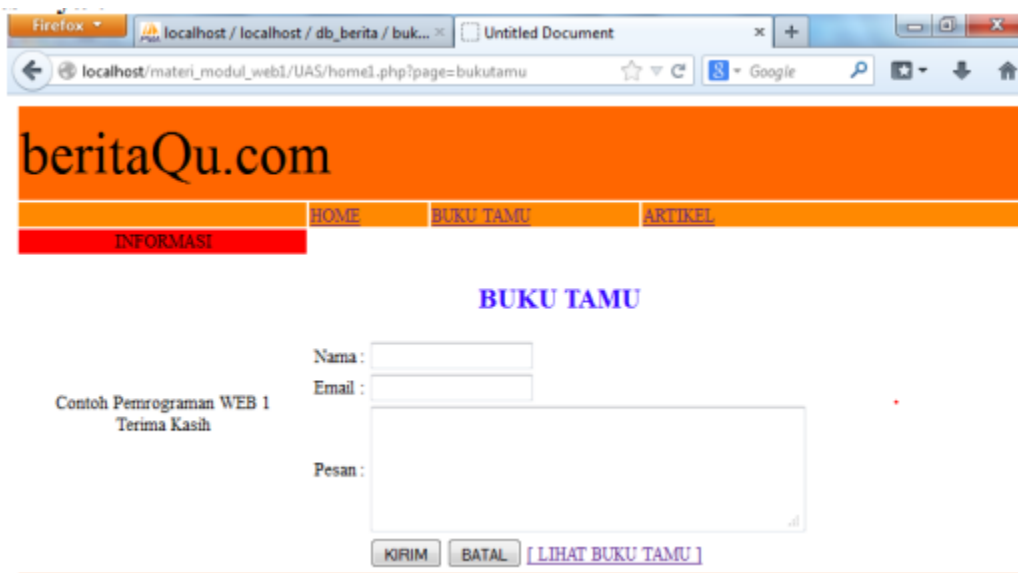 Firefox
localhost / localhost / db_berita / buk... × Untitled Document × +
localhost/materi_modul_web1/UAS/home1.php?page=bukutamu 8 Google
beritaQu.com
HOME BUKU TAMU ARTIKEL
INFORMASI
BUKU TAMU
Nama :
Email :
Contoh Pemrograman WEB 1
Terima Kasih
Pesan :
KIRIM BATAL [ LIHAT BUKU TAMU ]